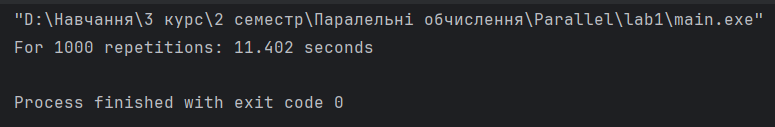 "D:\Навчання\3 курс\2 семестр\Паралельні обчислення\Parallel\lab1\main.exe"
For 1000 repetitions: 11.402 seconds
Process finished with exit code 0